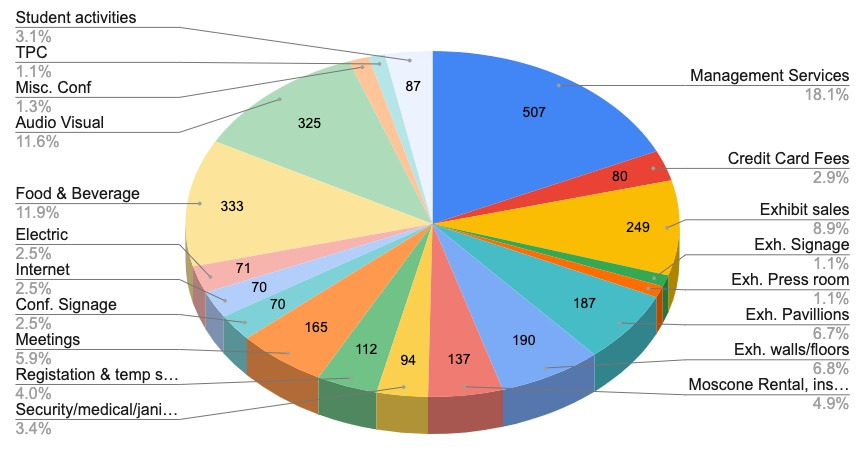 Student activities
3.1%
TPC
1.1%
Misc. Conf
1.3%
Audio Visual
11.6%
Food & Beverage
11.9%
Electric
2.5%
Internet
2.5%
Conf. Signage
2.5%
Meetings
5.9%
Registation & temp s…
4.0%
Security/medical/jani…
3.4%
87
325
333
71
70
70
165
112
94
137
190
187
249
80
507
Management Services
18.1%
Credit Card Fees
2.9%
Exhibit sales
8.9%
Exh. Signage
1.1%
Exh. Press room
1.1%
Exh. Pavillions
6.7%
Exh. walls/floors
6.8%
Moscone Rental, ins…
4.9%